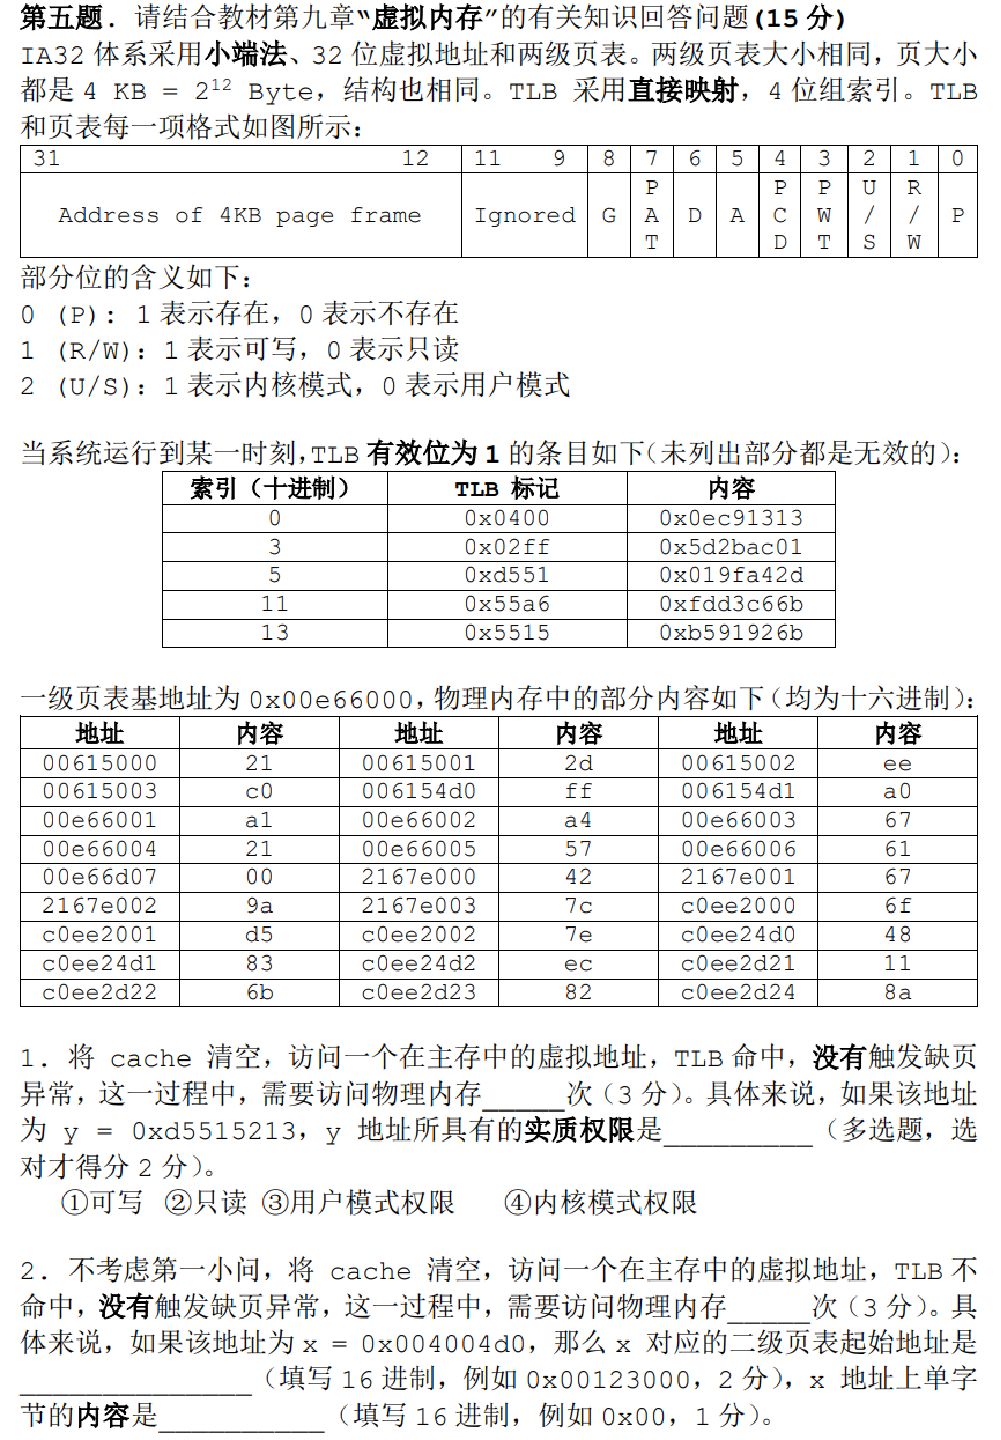 第五题．请结合教材第九章“虚拟内存”的有关知识回答问题(15 分)
IA32 体系采用小端法、32 位虚拟地址和两级页表。两级页表大小相同，页大小
都是 4 KB = 2¹² Byte，结构也相同。TLB 采用直接映射，4 位组索引。TLB
和页表每一项格式如图所示：
31 12 11 9 8 7 6 5 4 3 2 1 0
Address of 4KB page frame Ignored G PAT D A PCD PWT U/S R/W P
部分位的含义如下：
0 (P): 1 表示存在，0 表示不存在
1 (R/W): 1 表示可写，0 表示只读
2 (U/S): 1 表示内核模式，0 表示用户模式
当系统运行到某一时刻，TLB 有效位为 1 的条目如下（未列出部分都是无效的）：
索引（十进制） TLB 标记 内容
0 0x0400 0x0ec91313
3 0x02ff 0x5d2bac01
5 0xd551 0x019fa42d
11 0x55a6 0xfdd3c66b
13 0x5515 0xb591926b
一级页表基地址为 0x00e66000，物理内存中的部分内容如下（均为十六进制）：
地址 内容 地址 内容 地址 内容
00615000 21 00615001 2d 00615002 ee
00615003 c0 006154d0 ff 006154d1 a0
00e66001 a1 00e66002 a4 00e66003 67
00e66004 21 00e66005 57 00e66006 61
00e66d07 00 2167e000 42 2167e001 67
2167e002 9a 2167e003 7c c0ee2000 6f
c0ee2001 d5 c0ee2002 7e c0ee24d0 48
c0ee24d1 83 c0ee24d2 ec c0ee2d21 11
c0ee2d22 6b c0ee2d23 82 c0ee2d24 8a
1. 将 cache 清空，访问一个在主存中的虚拟地址，TLB 命中，没有触发缺页
异常，这一过程中，需要访问物理内存_____次（3 分）。具体来说，如果该地址
为 y = 0xd5515213，y 地址所具有的实质权限是_________（多选题，选
对才得分 2 分）。
①可写 ②只读 ③用户模式权限 ④内核模式权限
2. 不考虑第一小问，将 cache 清空，访问一个在主存中的虚拟地址，TLB 不
命中，没有触发缺页异常，这一过程中，需要访问物理内存_____次（3 分）。具
体来说，如果该地址为 x = 0x004004d0，那么 x 对应的二级页表起始地址是
______________（填写 16 进制，例如 0x00123000，2 分），x 地址上单字
节的内容是__________（填写 16 进制，例如 0x00，1 分）。